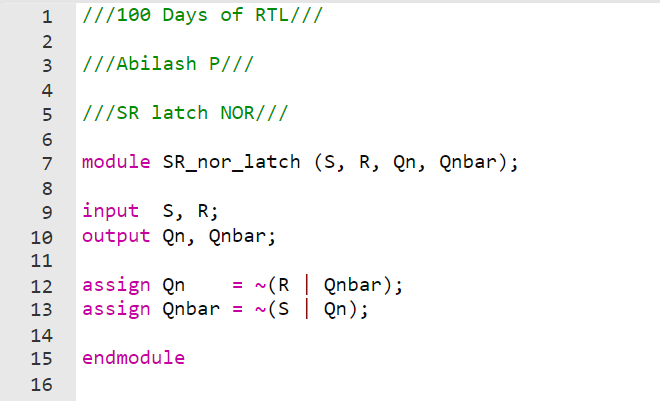 1 ///100 Days of RTL///
2
3 ///Abilash P///
4
5 ///SR latch NOR///
6
7 module SR_nor_latch (S, R, Qn, Qnbar);
8
9 input  S, R;
10 output Qn, Qnbar;
11
12 assign Qn    = ~(R | Qnbar);
13 assign Qnbar = ~(S | Qn);
14
15 endmodule
16